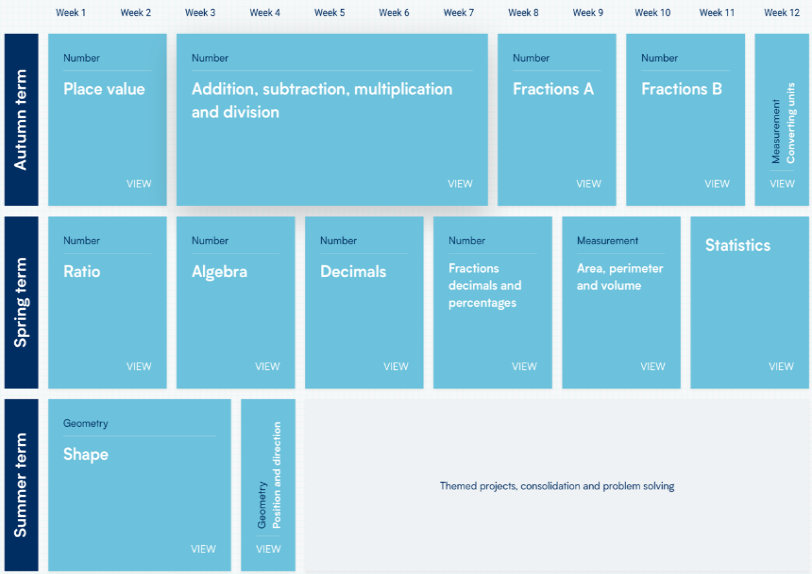 Week 1 Week 2 Week 3 Week 4 Week 5 Week 6 Week 7 Week 8 Week 9 Week 10 Week 11 Week 12
Autumn term
Number
Place value
VIEW
Number
Addition, subtraction, multiplication
and division
VIEW
Number
Fractions A
VIEW
Number
Fractions B
VIEW
Measurement
Converting units
VIEW
Spring term
Number
Ratio
VIEW
Number
Algebra
VIEW
Number
Decimals
VIEW
Number
Fractions
decimals and
percentages
VIEW
Measurement
Area, perimeter
and volume
VIEW
Statistics
VIEW
Summer term
Geometry
Shape
VIEW
Geometry
Position and direction
VIEW
Themed projects, consolidation and problem solving